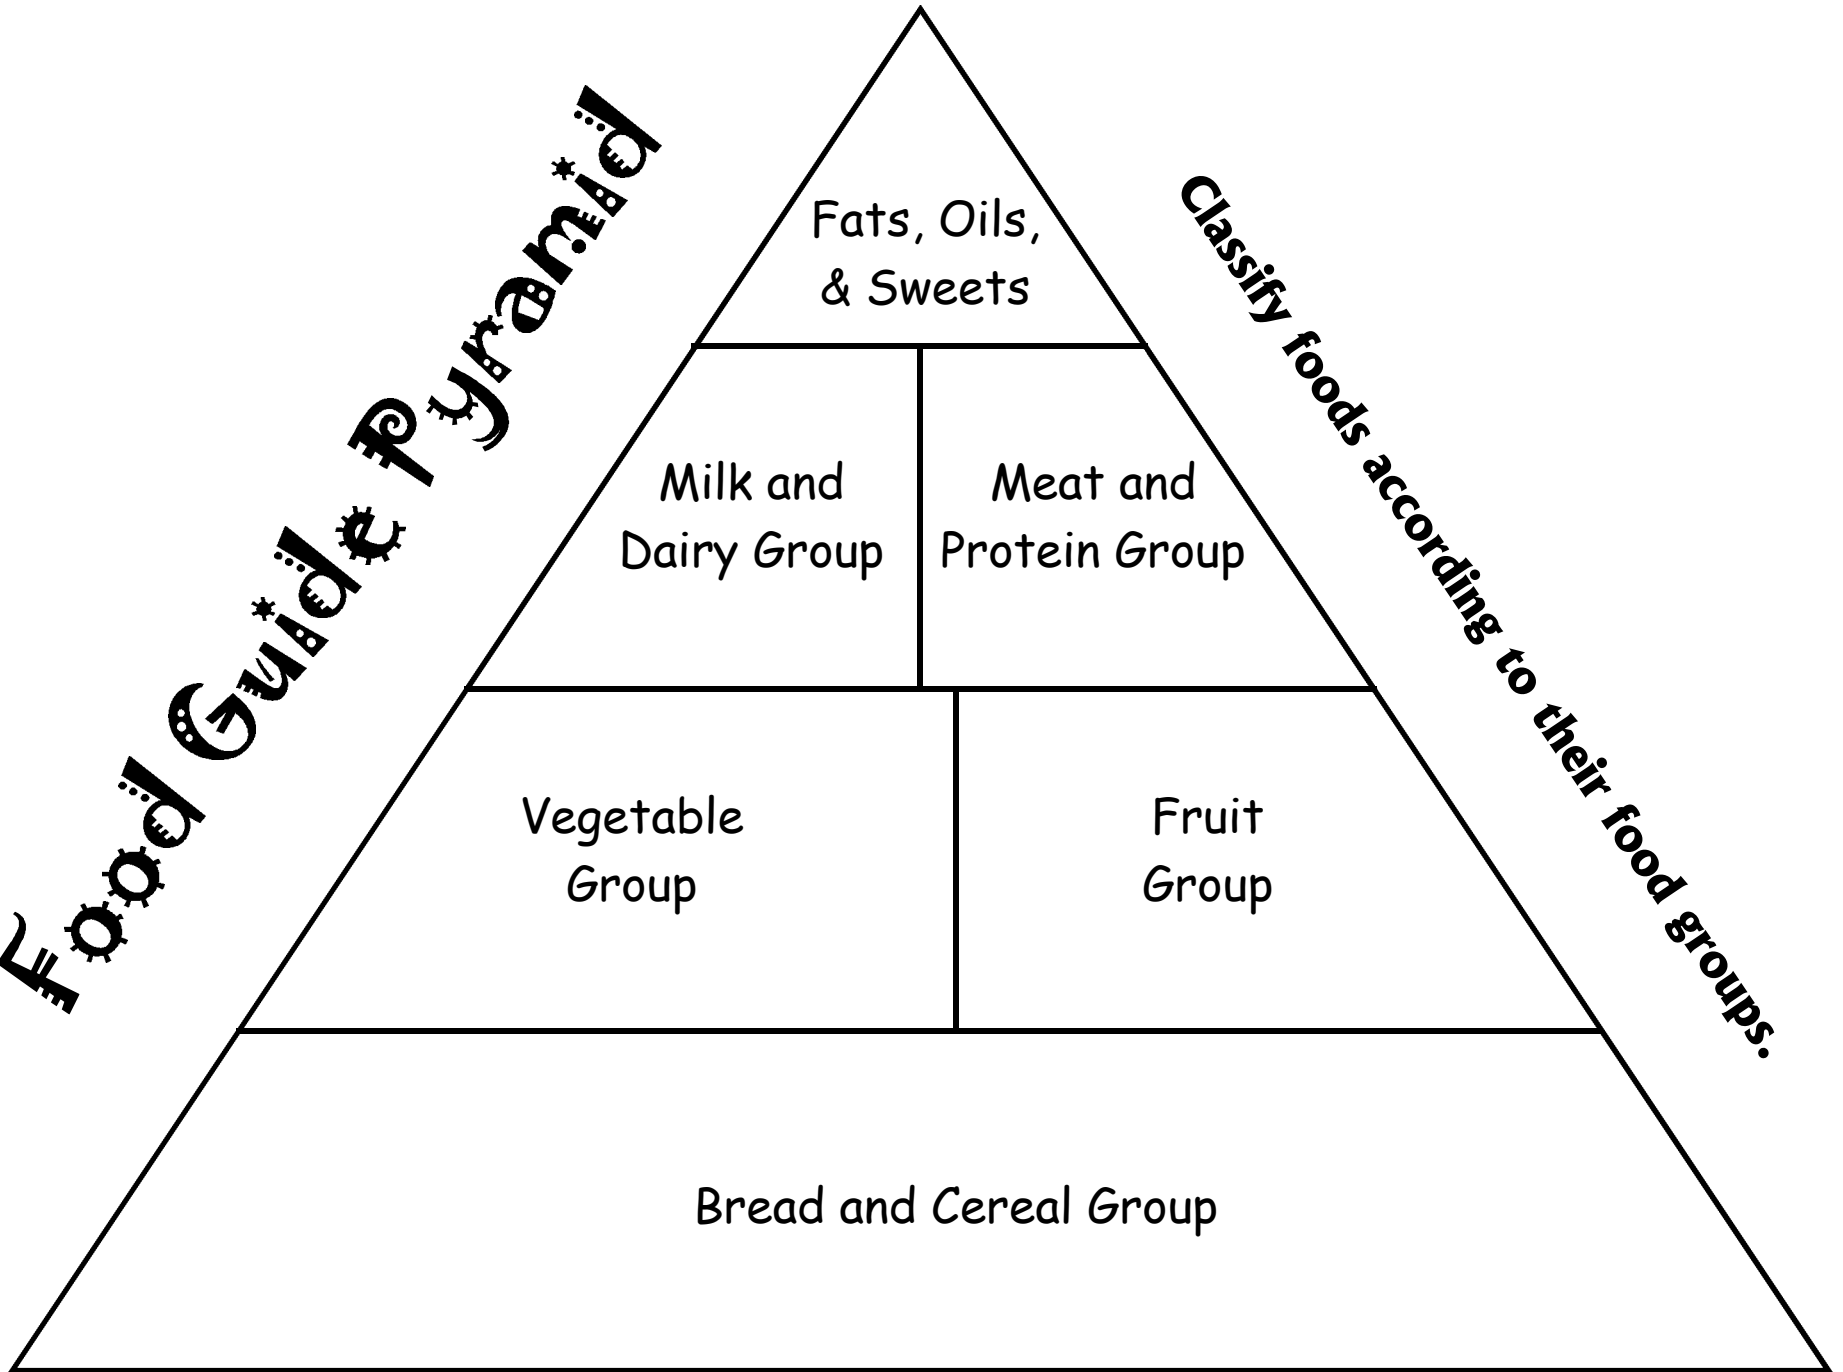 Food Guide Pyramid
Classify foods according to their food groups.
Fats, Oils,
& Sweets
Milk and
Dairy Group
Meat and
Protein Group
Vegetable
Group
Fruit
Group
Bread and Cereal Group